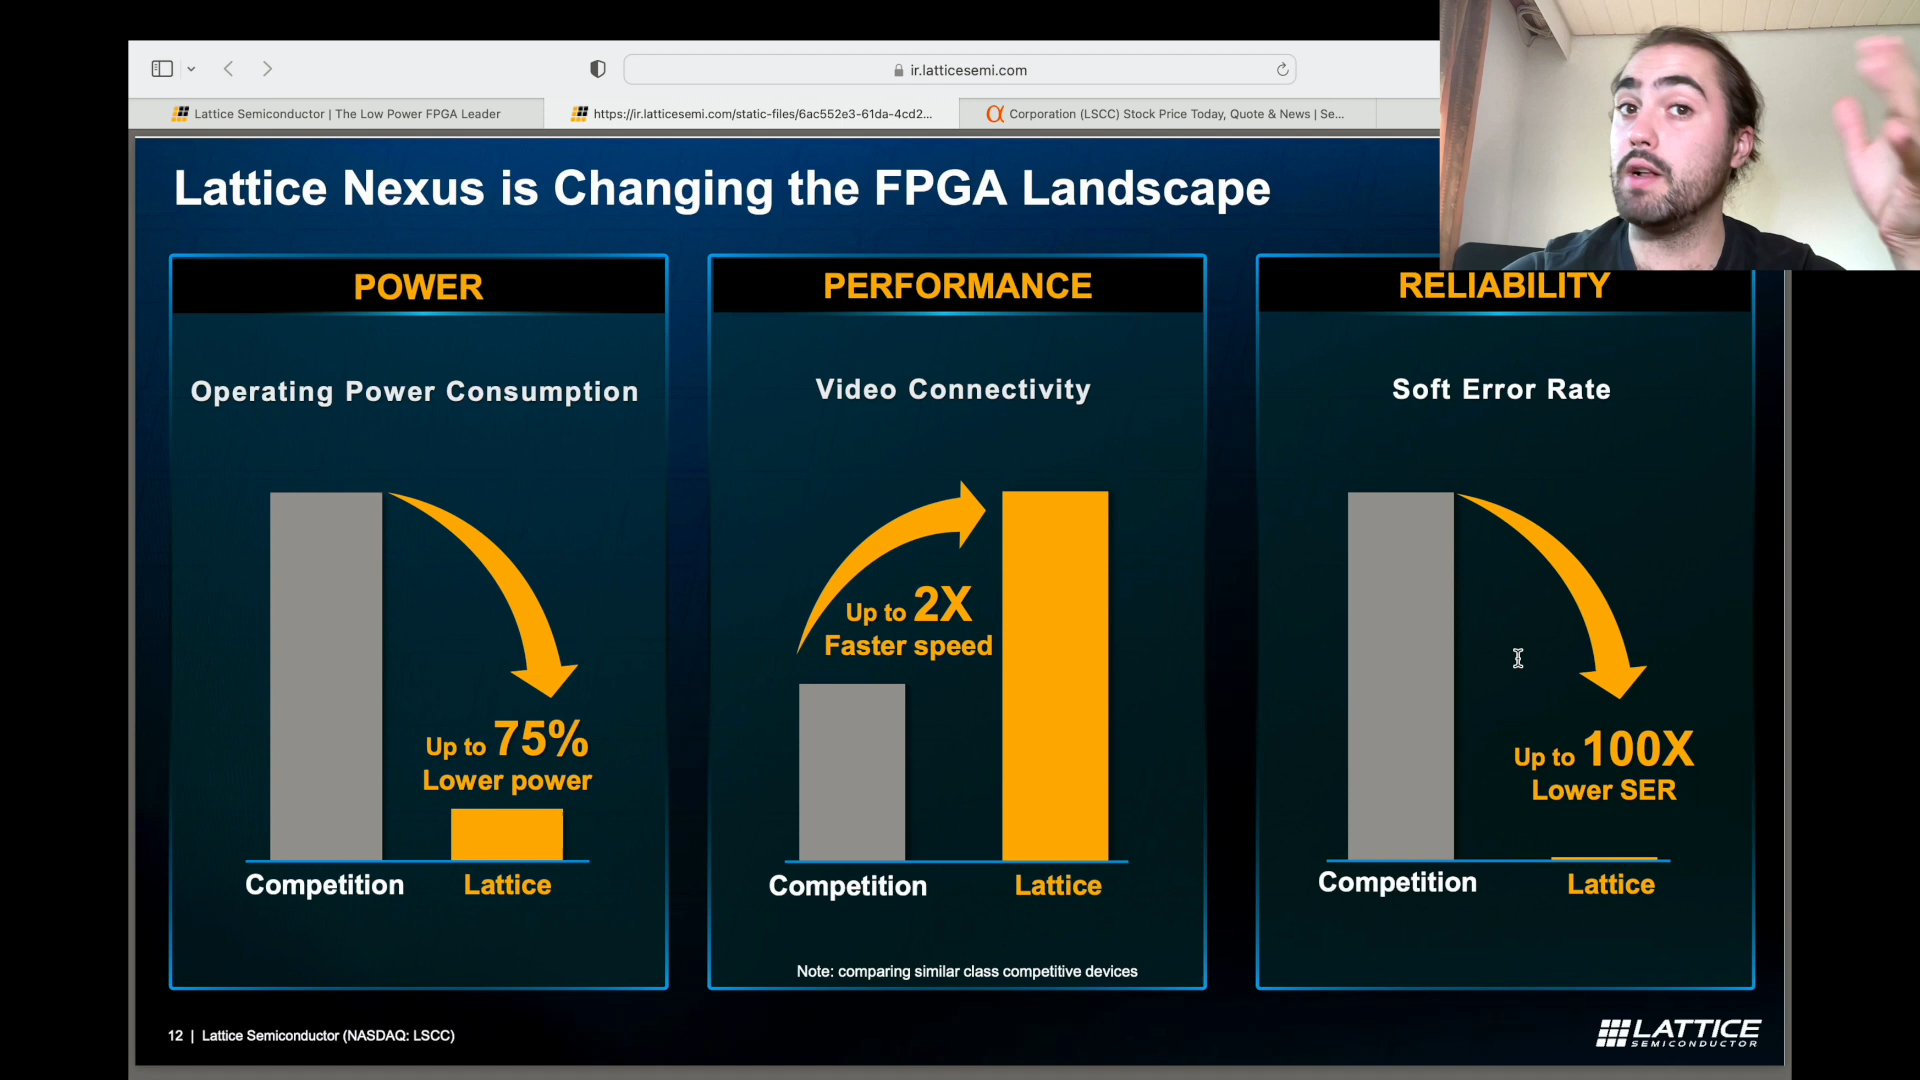 ir.latticesemi.com
Lattice Semiconductor | The Low Power FPGA Leader
https://ir.latticesemi.com/static-files/6ac552e3-61da-4cd2...
Corporation (LSCC) Stock Price Today, Quote & News | Se...
Lattice Nexus is Changing the FPGA Landscape
POWER
Operating Power Consumption
Up to 75%
Lower power
Competition
Lattice
PERFORMANCE
Video Connectivity
Up to 2X
Faster speed
Competition
Lattice
Note: comparing similar class competitive devices
RELIABILITY
Soft Error Rate
Up to 100X
Lower SER
Competition
Lattice
12 | Lattice Semiconductor (NASDAQ: LSCC)
LATTICE
SEMICONDUCTOR